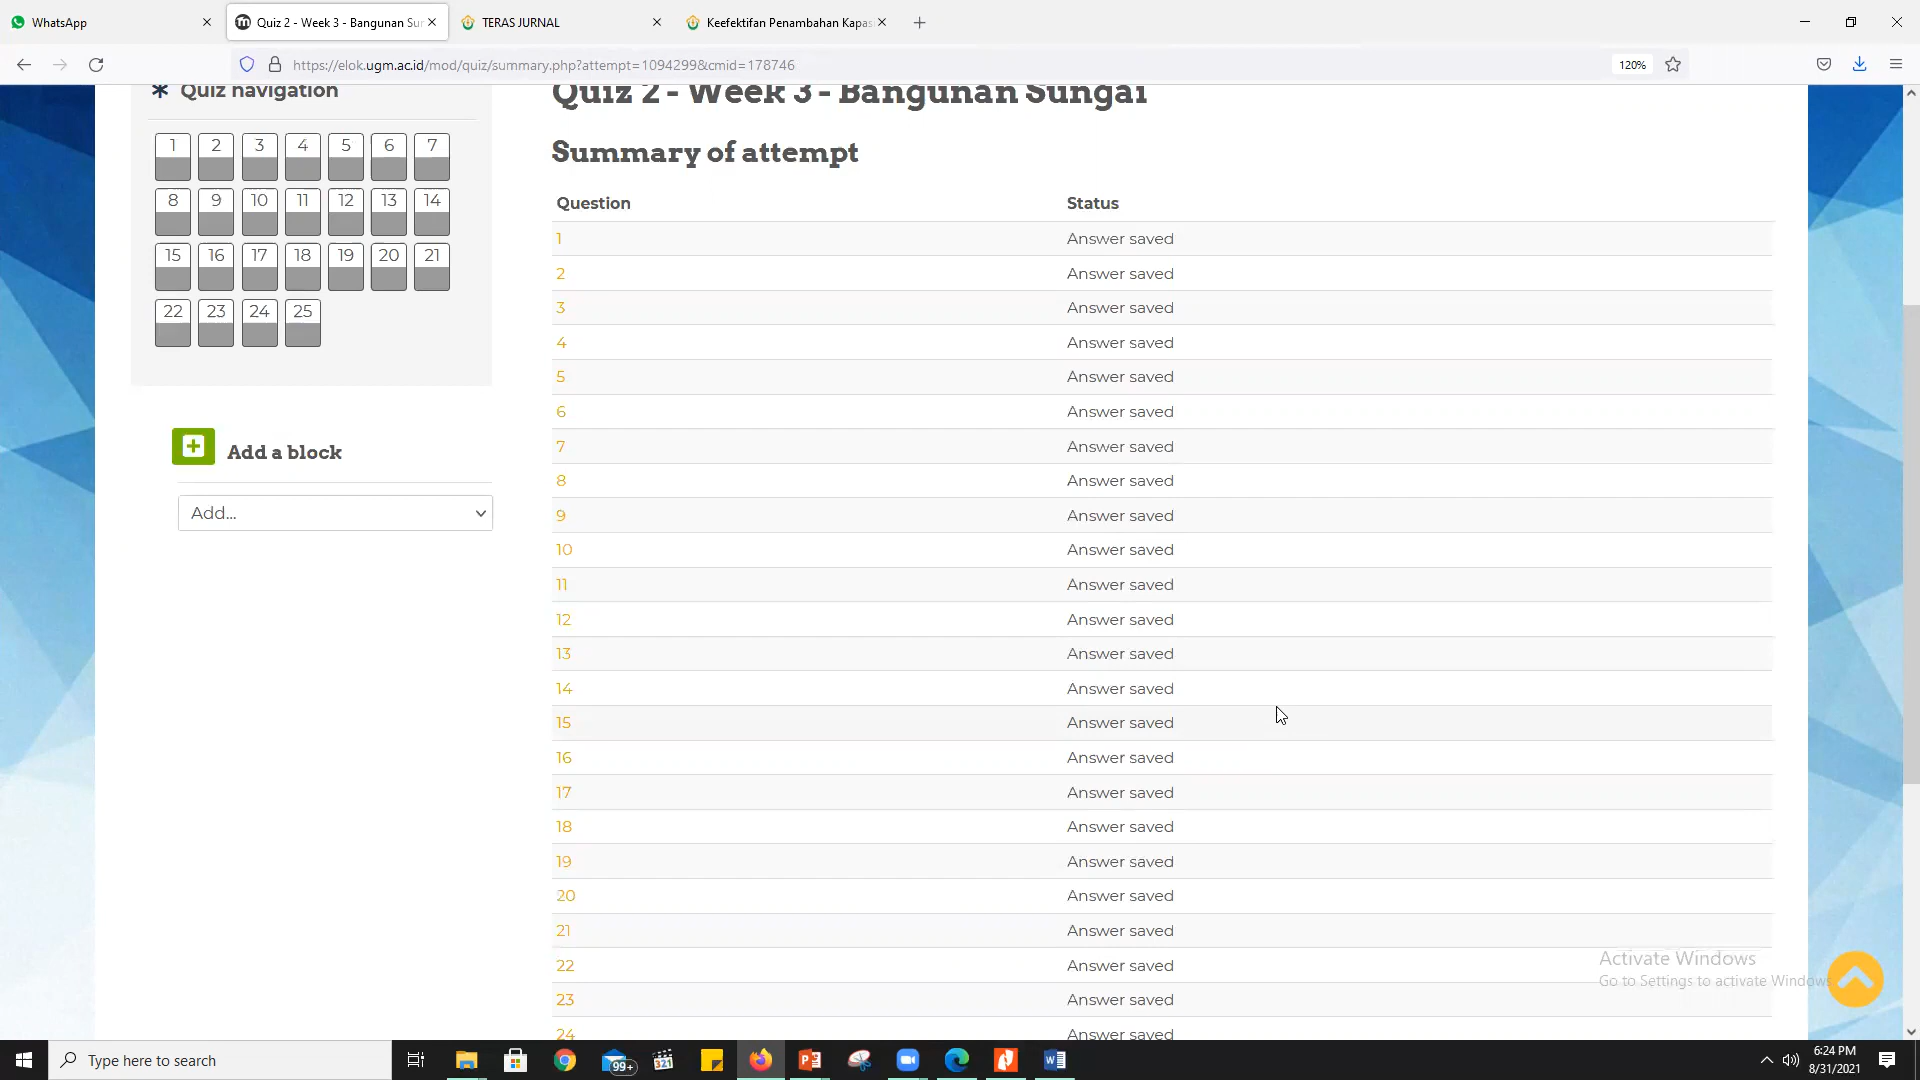 WhatsApp
Quiz 2 - Week 3 - Bangunan Su
TERAS JURNAL
Keefektifan Penambahan Kapas
https://elok.ugm.ac.id/mod/quiz/summary.php?attempt=1094299&cmid=178746
120%
Quiz navigation
1 2 3 4 5 6 7
8 9 10 11 12 13 14
15 16 17 18 19 20 21
22 23 24 25
Add a block
Add...
Quiz 2 - Week 3 - Bangunan Sungai
Summary of attempt
Question Status
1 Answer saved
2 Answer saved
3 Answer saved
4 Answer saved
5 Answer saved
6 Answer saved
7 Answer saved
8 Answer saved
9 Answer saved
10 Answer saved
11 Answer saved
12 Answer saved
13 Answer saved
14 Answer saved
15 Answer saved
16 Answer saved
17 Answer saved
18 Answer saved
19 Answer saved
20 Answer saved
21 Answer saved
22 Answer saved
23 Answer saved
24 Answer saved
Activate Windows
Go to Settings to activate Windows
Type here to search
99+
321
6:24 PM
8/31/2021